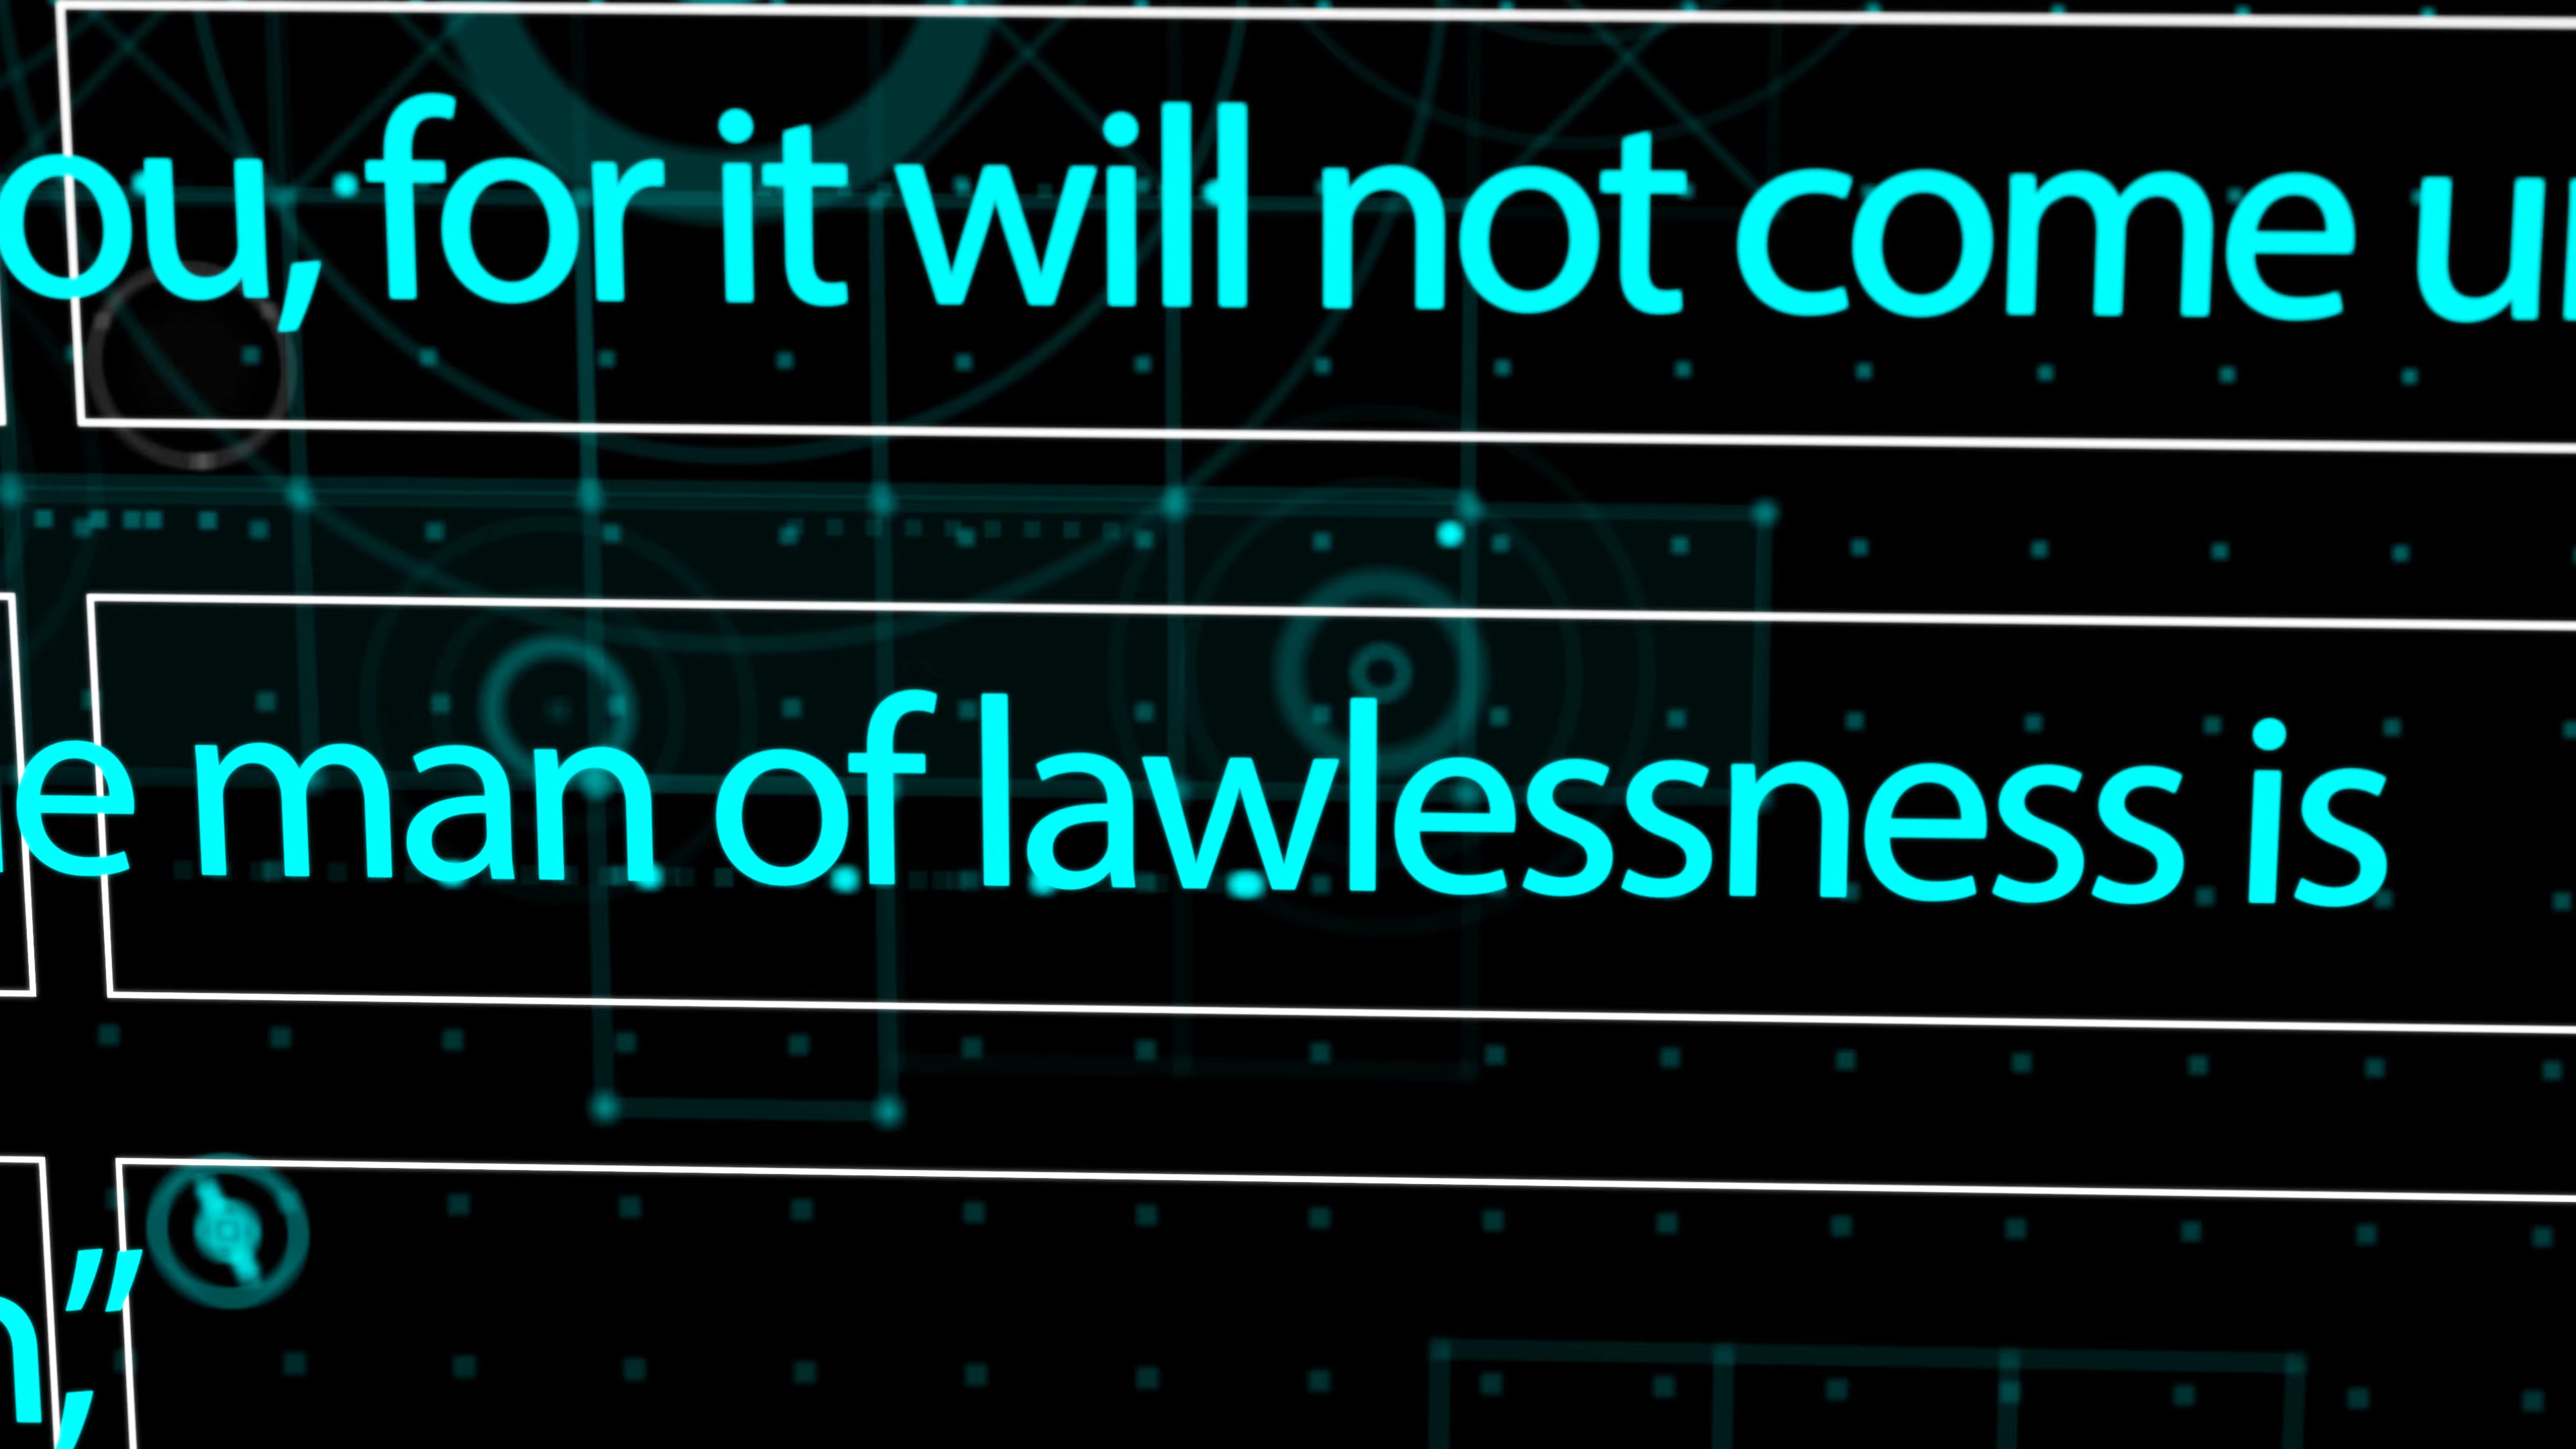 ou, for it will not come u
e man of lawlessness is
,”